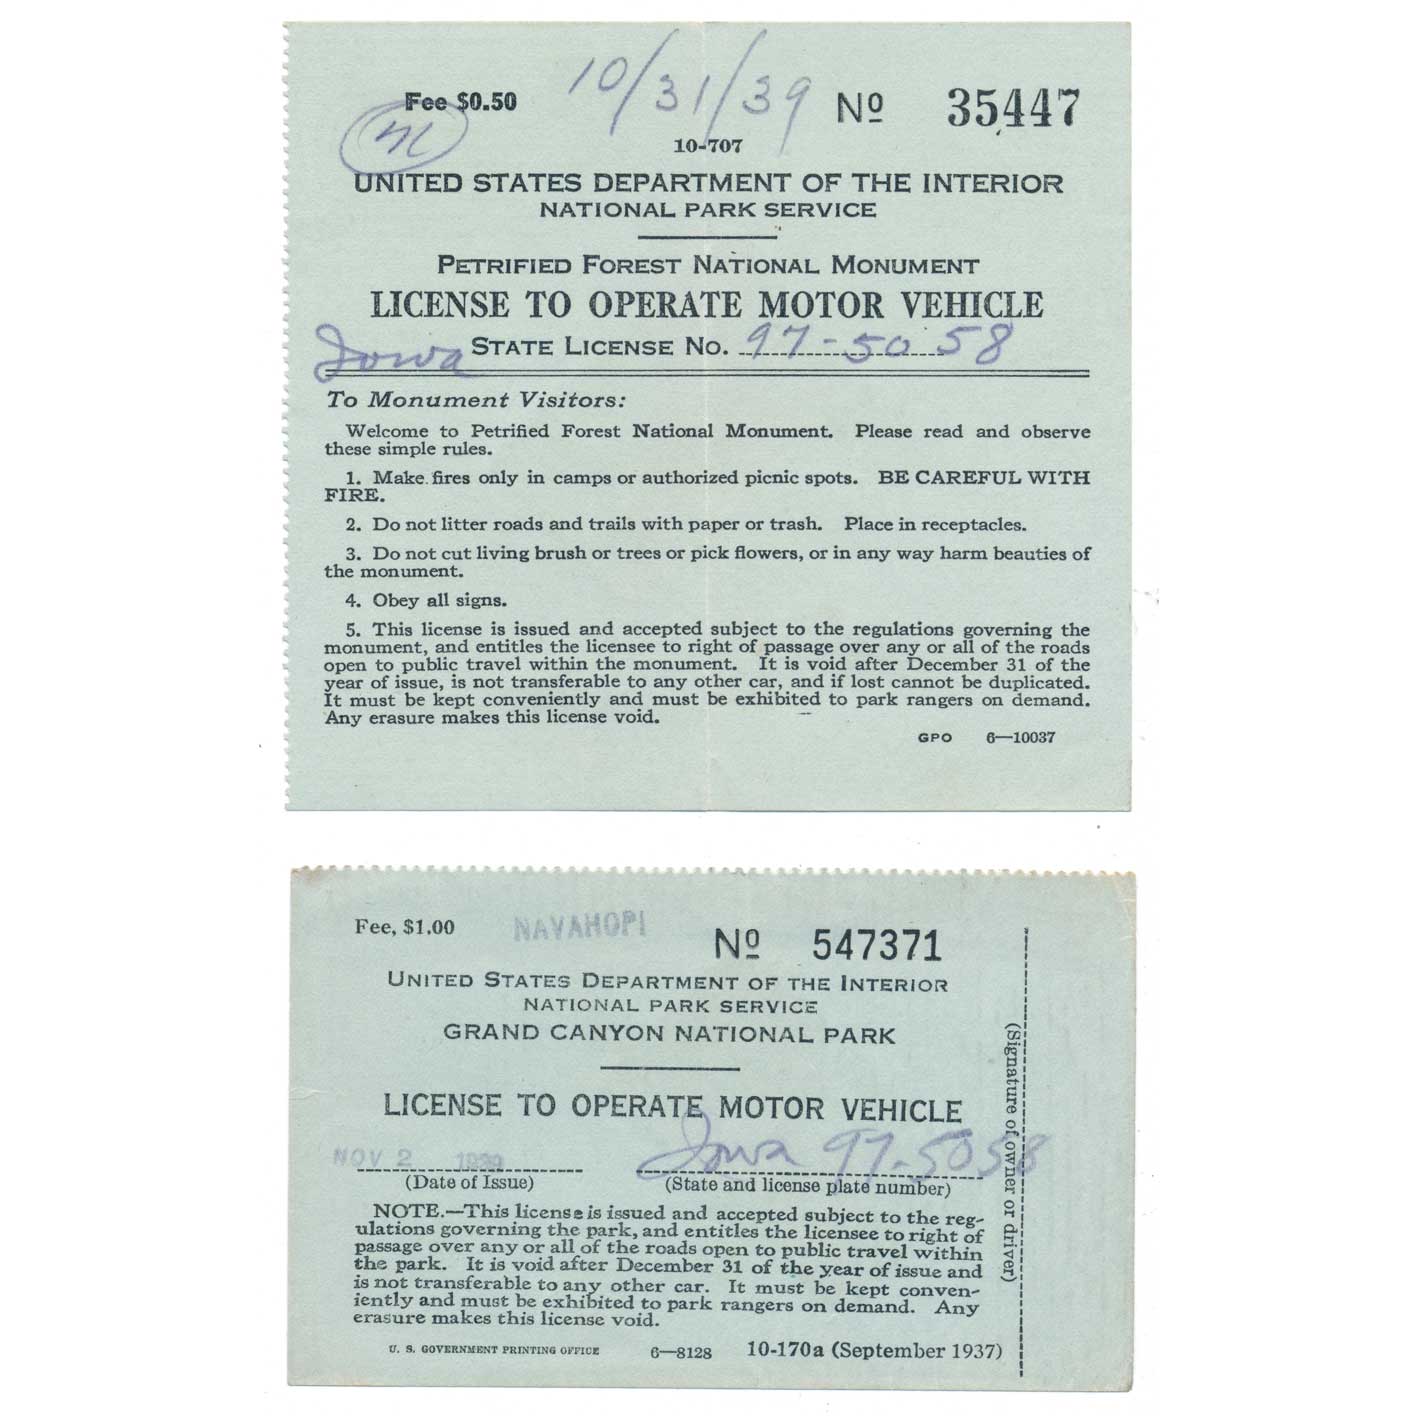 Fee $0.50
10/31/39
Nº 35447
10-707
UNITED STATES DEPARTMENT OF THE INTERIOR
NATIONAL PARK SERVICE
PETRIFIED FOREST NATIONAL MONUMENT
LICENSE TO OPERATE MOTOR VEHICLE
Iowa STATE LICENSE NO. 97-5058
To Monument Visitors:
Welcome to Petrified Forest National Monument. Please read and observe
these simple rules.
1. Make fires only in camps or authorized picnic spots. BE CAREFUL WITH
FIRE.
2. Do not litter roads and trails with paper or trash. Place in receptacles.
3. Do not cut living brush or trees or pick flowers, or in any way harm beauties of
the monument.
4. Obey all signs.
5. This license is issued and accepted subject to the regulations governing the
monument, and entitles the licensee to right of passage over any or all of the roads
open to public travel within the monument. It is void after December 31 of the
year of issue, is not transferable to any other car, and if lost cannot be duplicated.
It must be kept conveniently and must be exhibited to park rangers on demand.
Any erasure makes this license void.
GPO 6—10037
Fee, $1.00
NAVAHOPI
Nº 547371
UNITED STATES DEPARTMENT OF THE INTERIOR
NATIONAL PARK SERVICE
GRAND CANYON NATIONAL PARK
LICENSE TO OPERATE MOTOR VEHICLE
NOV 2 1939
Iowa 97-5058
(Date of Issue)
(State and license plate number)
NOTE.—This license is issued and accepted subject to the reg-
ulations governing the park, and entitles the licensee to right of
passage over any or all of the roads open to public travel within
the park. It is void after December 31 of the year of issue and
is not transferable to any other car. It must be kept conven-
iently and must be exhibited to park rangers on demand. Any
erasure makes this license void.
U. S. GOVERNMENT PRINTING OFFICE 6—8128 10-170a (September 1937)
(Signature of owner or driver)